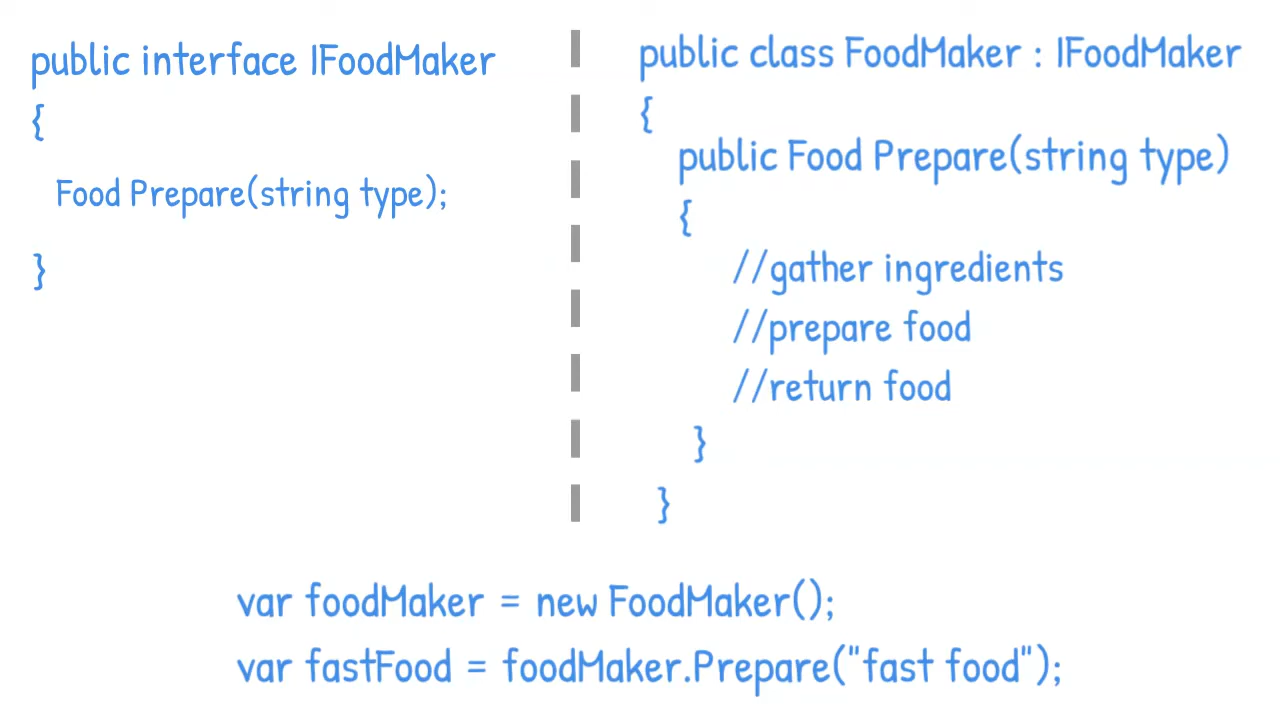 public interface IFoodMaker
{
Food Prepare(string type);
}
public class FoodMaker : IFoodMaker
{
public Food Prepare(string type)
{
//gather ingredients
//prepare food
//return food
}
}
var foodMaker = new FoodMaker();
var fastFood = foodMaker.Prepare("fast food");